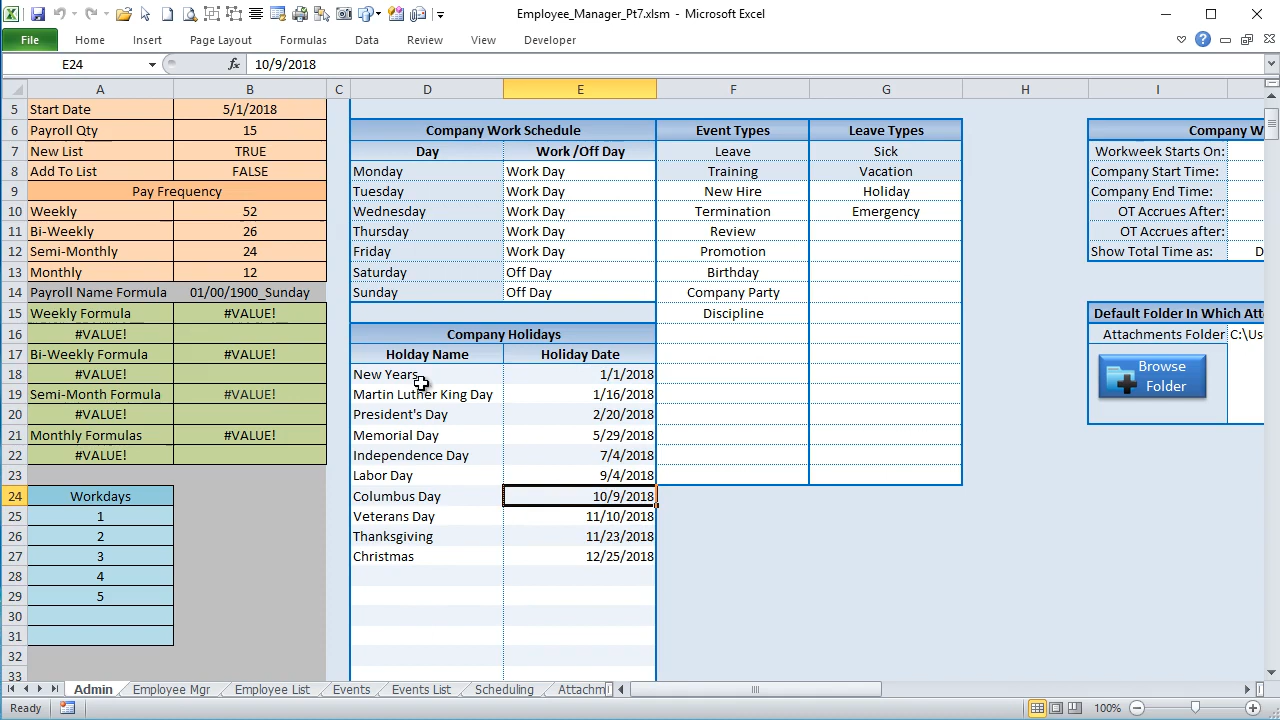 Employee_Manager_Pt7.xlsm - Microsoft Excel
File Home Insert Page Layout Formulas Data Review View Developer
E24 fx 10/9/2018
A B C D E F G H I
5 Start Date 5/1/2018
6 Payroll Qty 15 Company Work Schedule Event Types Leave Types Company W
7 New List TRUE Day Work /Off Day Leave Sick Workweek Starts On:
8 Add To List FALSE Monday Work Day Training Vacation Company Start Time:
9 Pay Frequency Tuesday Work Day New Hire Holiday Company End Time:
10 Weekly 52 Wednesday Work Day Termination Emergency OT Accrues After:
11 Bi-Weekly 26 Thursday Work Day Review OT Accrues after:
12 Semi-Monthly 24 Friday Work Day Promotion Show Total Time as: D
13 Monthly 12 Saturday Off Day Birthday
14 Payroll Name Formula 01/00/1900_Sunday Sunday Off Day Company Party
15 Weekly Formula #VALUE! Discipline Default Folder In Which Att
16 #VALUE! Company Holidays Attachments Folder C:\Us
17 Bi-Weekly Formula #VALUE! Holday Name Holiday Date Browse
18 #VALUE! New Years 1/1/2018 Folder
19 Semi-Month Formula #VALUE! Martin Luther King Day 1/16/2018
20 #VALUE! President's Day 2/20/2018
21 Monthly Formulas #VALUE! Memorial Day 5/29/2018
22 #VALUE! Independence Day 7/4/2018
23 Labor Day 9/4/2018
24 Workdays Columbus Day 10/9/2018
25 1 Veterans Day 11/10/2018
26 2 Thanksgiving 11/23/2018
27 3 Christmas 12/25/2018
28 4
29 5
30
31
32
33
Admin Employee Mgr Employee List Events Events List Scheduling Attachm
Ready 100%